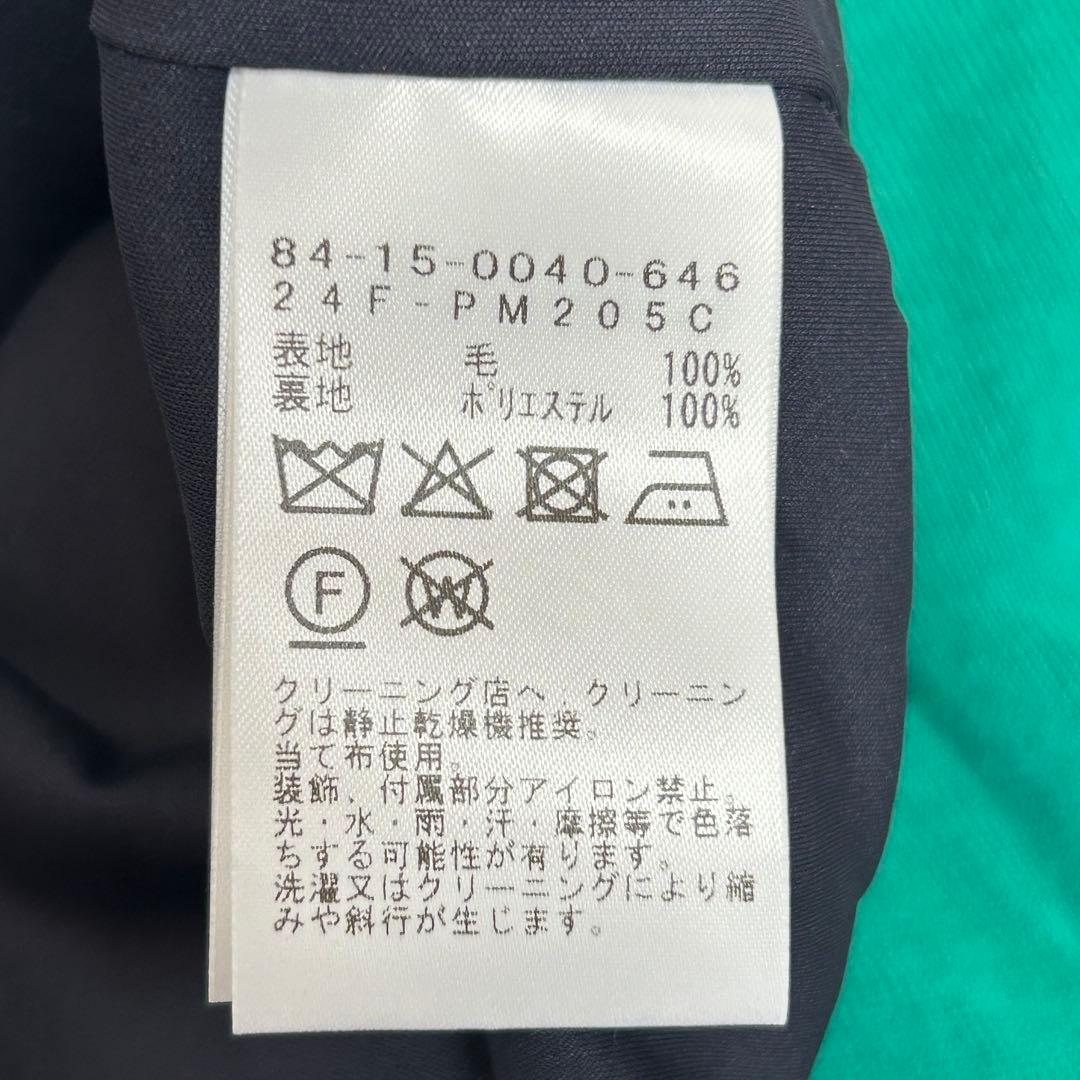 84-15-0040-646
24F-PM205C
表地 毛 100%
裏地 ポリエステル 100%
F
W
クリーニング店へ クリーニン
グは静止乾燥機推奨。
当て布使用。
装飾、付属部分アイロン禁止。
光・水・雨・汗・摩擦等で色落
ちする可能性が有ります。
洗濯又はクリーニングにより縮
みや斜行が生じます。